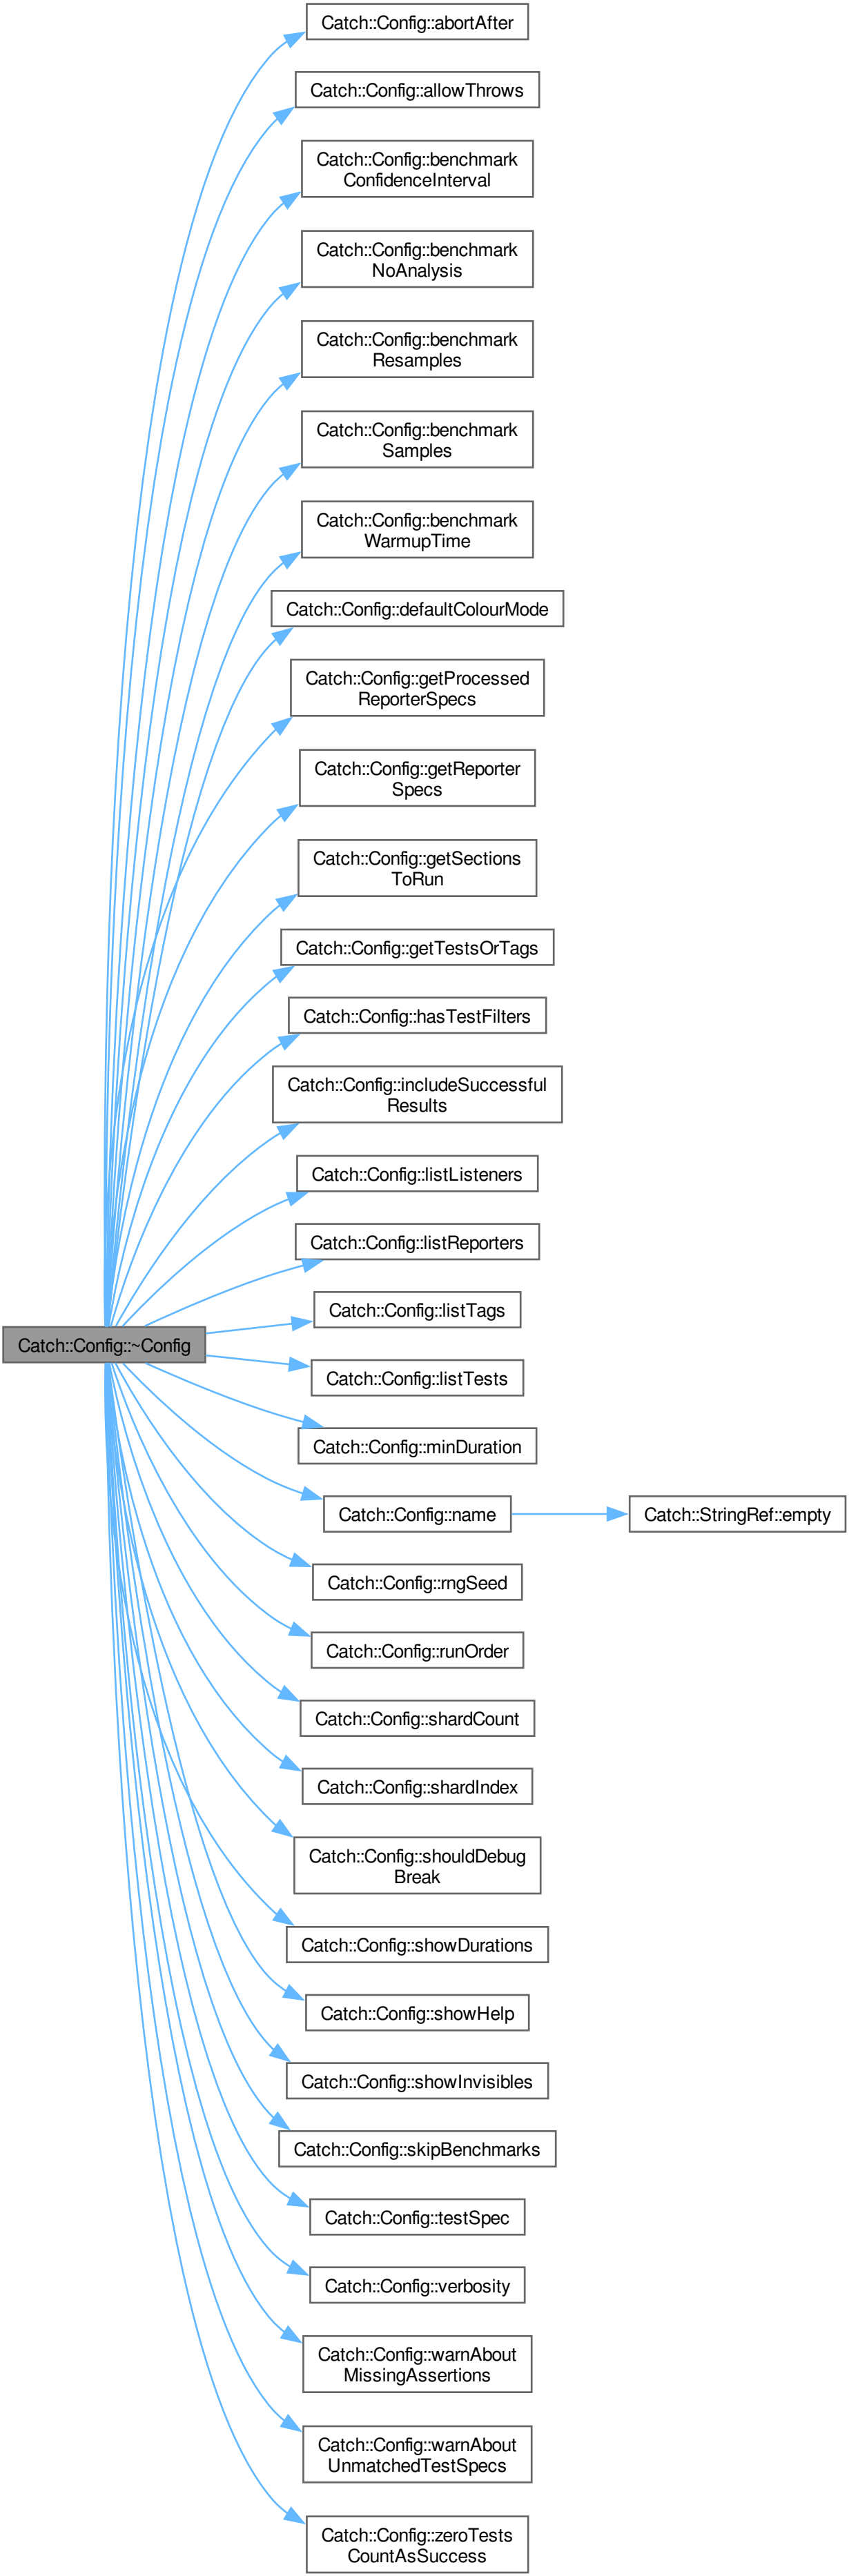 Catch::Config::abortAfter
Catch::Config::allowThrows
Catch::Config::benchmark
ConfidenceInterval
Catch::Config::benchmark
NoAnalysis
Catch::Config::benchmark
Resamples
Catch::Config::benchmark
Samples
Catch::Config::benchmark
WarmupTime
Catch::Config::defaultColourMode
Catch::Config::getProcessed
ReporterSpecs
Catch::Config::getReporter
Specs
Catch::Config::getSections
ToRun
Catch::Config::getTestsOrTags
Catch::Config::hasTestFilters
Catch::Config::includeSuccessful
Results
Catch::Config::listListeners
Catch::Config::listReporters
Catch::Config::listTags
Catch::Config::~Config
Catch::Config::listTests
Catch::Config::minDuration
Catch::Config::name
Catch::StringRef::empty
Catch::Config::rngSeed
Catch::Config::runOrder
Catch::Config::shardCount
Catch::Config::shardIndex
Catch::Config::shouldDebug
Break
Catch::Config::showDurations
Catch::Config::showHelp
Catch::Config::showInvisibles
Catch::Config::skipBenchmarks
Catch::Config::testSpec
Catch::Config::verbosity
Catch::Config::warnAbout
MissingAssertions
Catch::Config::warnAbout
UnmatchedTestSpecs
Catch::Config::zeroTests
CountAsSuccess